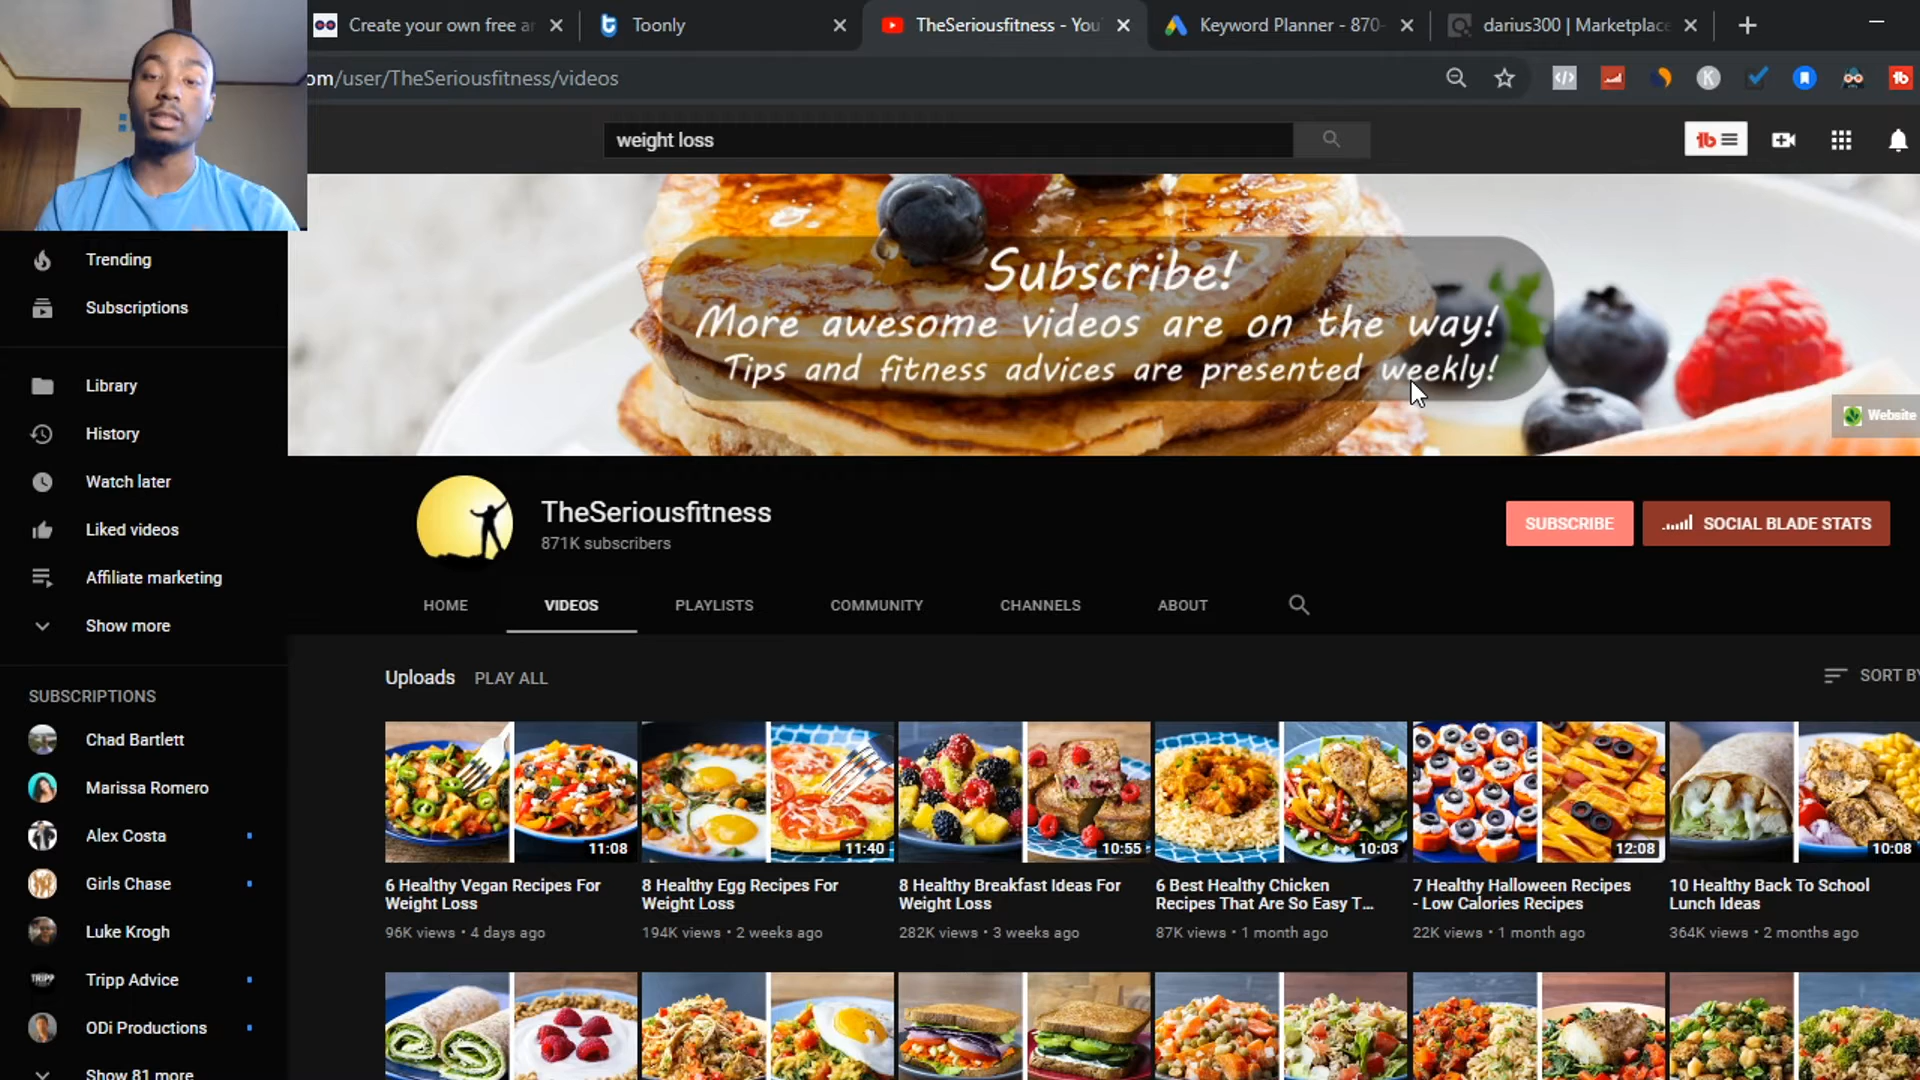 Create your own free ar
Toonly
TheSeriousfitness - You
Keyword Planner - 870-
darius300 | Marketplace
om/user/TheSeriousfitness/videos
weight loss
Subscribe!
More awesome videos are on the way!
Tips and fitness advices are presented weekly!
Website
Trending
Subscriptions
Library
History
Watch later
Liked videos
Affiliate marketing
Show more
SUBSCRIPTIONS
Chad Bartlett
Marissa Romero
Alex Costa
Girls Chase
Luke Krogh
TRIPP
Tripp Advice
ODi Productions
Show 81 more
TheSeriousfitness
871K subscribers
SUBSCRIBE
SOCIAL BLADE STATS
HOME
VIDEOS
PLAYLISTS
COMMUNITY
CHANNELS
ABOUT
Uploads
PLAY ALL
SORT BY
11:08
11:40
10:55
10:03
12:08
10:08
6 Healthy Vegan Recipes For
Weight Loss
96K views • 4 days ago
8 Healthy Egg Recipes For
Weight Loss
194K views • 2 weeks ago
8 Healthy Breakfast Ideas For
Weight Loss
282K views • 3 weeks ago
6 Best Healthy Chicken
Recipes That Are So Easy T...
87K views • 1 month ago
7 Healthy Halloween Recipes
- Low Calories Recipes
22K views • 1 month ago
10 Healthy Back To School
Lunch Ideas
364K views • 2 months ago